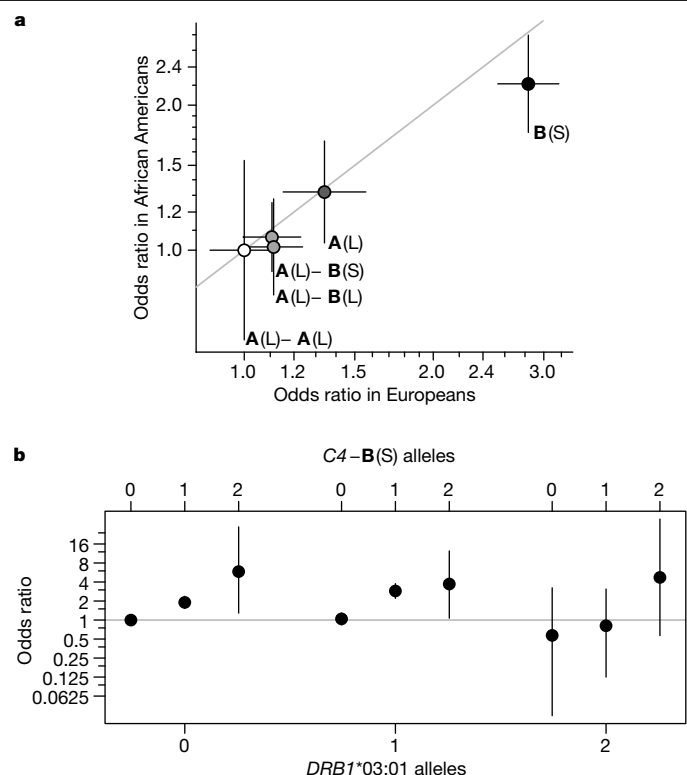 a
Odds ratio in African Americans
2.4
2.0
1.5
1.2
1.0
B(S)
A(L)
A(L)–B(S)
A(L)–B(L)
A(L)–A(L)
1.0 1.2 1.5 2.0 2.4 3.0
Odds ratio in Europeans
b
C4–B(S) alleles
0 1 2 0 1 2 0 1 2
Odds ratio
16
8
4
2
1
0.5
0.25
0.125
0.0625
0 1 2
DRB1*03:01 alleles